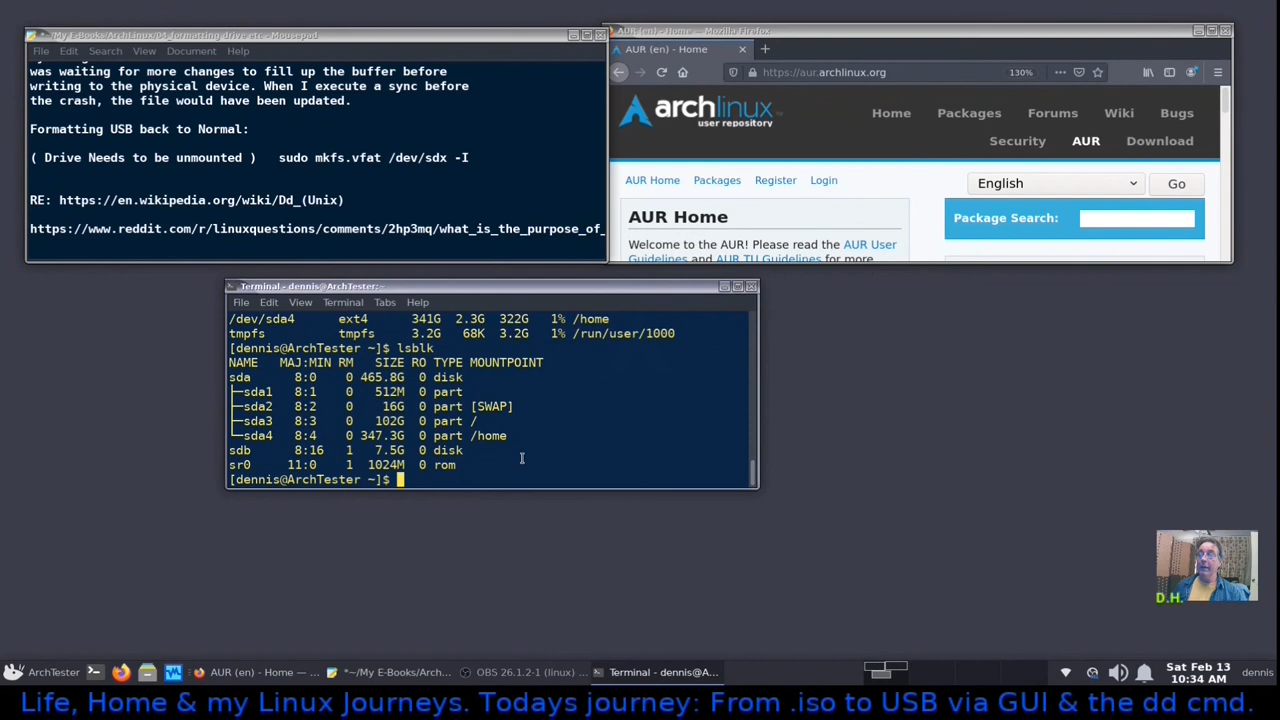 *~/My E-Books/ArchLinux/04_formatting drive etc - Mousepad
File Edit Search View Document Help
was waiting for more changes to fill up the buffer before
writing to the physical device. When I execute a sync before
the crash, the file would have been updated.
Formatting USB back to Normal:
( Drive Needs to be unmounted )   sudo mkfs.vfat /dev/sdx -I
RE: https://en.wikipedia.org/wiki/Dd_(Unix)
https://www.reddit.com/r/linuxquestions/comments/2hp3mq/what_is_the_purpose_of_
AUR (en) - Home — Mozilla Firefox
AUR (en) - Home
https://aur.archlinux.org 130%
archlinux
user repository
Home Packages Forums Wiki Bugs
Security AUR Download
AUR Home Packages Register Login
English Go
AUR Home
Package Search:
Welcome to the AUR! Please read the AUR User
Guidelines and AUR TU Guidelines for more
Terminal - dennis@ArchTester:~
File Edit View Terminal Tabs Help
/dev/sda4      ext4      341G  2.3G  322G   1% /home
tmpfs          tmpfs     3.2G   68K  3.2G   1% /run/user/1000
[dennis@ArchTester ~]$ lsblk
NAME   MAJ:MIN RM   SIZE RO TYPE MOUNTPOINT
sda      8:0    0 465.8G  0 disk
├─sda1   8:1    0   512M  0 part
├─sda2   8:2    0    16G  0 part [SWAP]
├─sda3   8:3    0   102G  0 part /
└─sda4   8:4    0 347.3G  0 part /home
sdb      8:16   1   7.5G  0 disk
sr0     11:0    1  1024M  0 rom
[dennis@ArchTester ~]$
D.H.
ArchTester AUR (en) - Home — ... *~/My E-Books/Arch... OBS 26.1.2-1 (linux) ... Terminal - dennis@A... Sat Feb 13 dennis
10:34 AM
Life, Home & my Linux Journeys. Todays journey: From .iso to USB via GUI & the dd cmd.